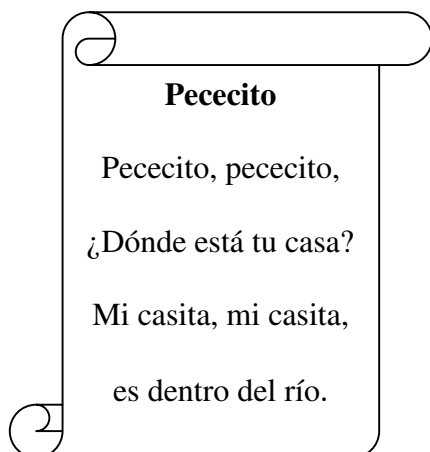 Pececito
Pececito, pececito,
¿Dónde está tu casa?
Mi casita, mi casita,
es dentro del río.